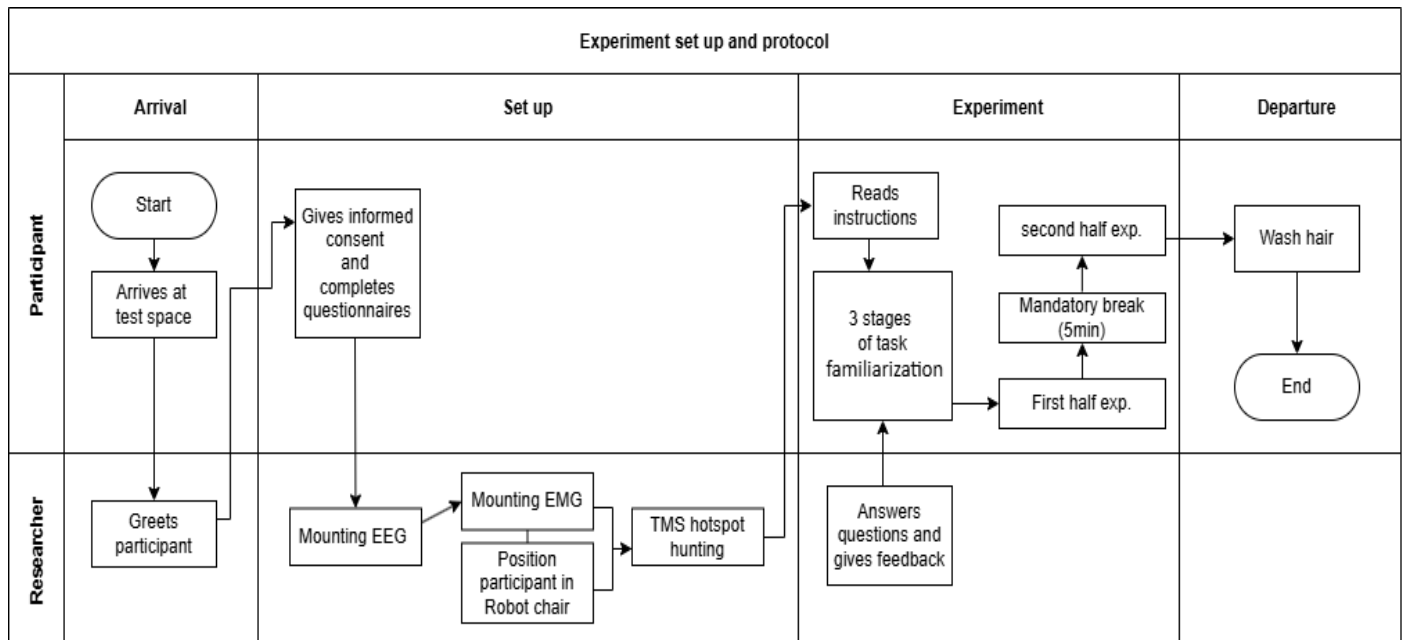 Experiment set up and protocol
Arrival
Set up
Experiment
Departure
Participant
Start
Arrives at
test space
Gives informed
consent
and
completes
questionnaires
Reads
instructions
3 stages
of task
familiarization
second half exp.
Mandatory break
(5min)
First half exp.
Wash hair
End
Researcher
Greets
participant
Mounting EEG
Mounting EMG
Position
participant in
Robot chair
TMS hotspot
hunting
Answers
questions and
gives feedback